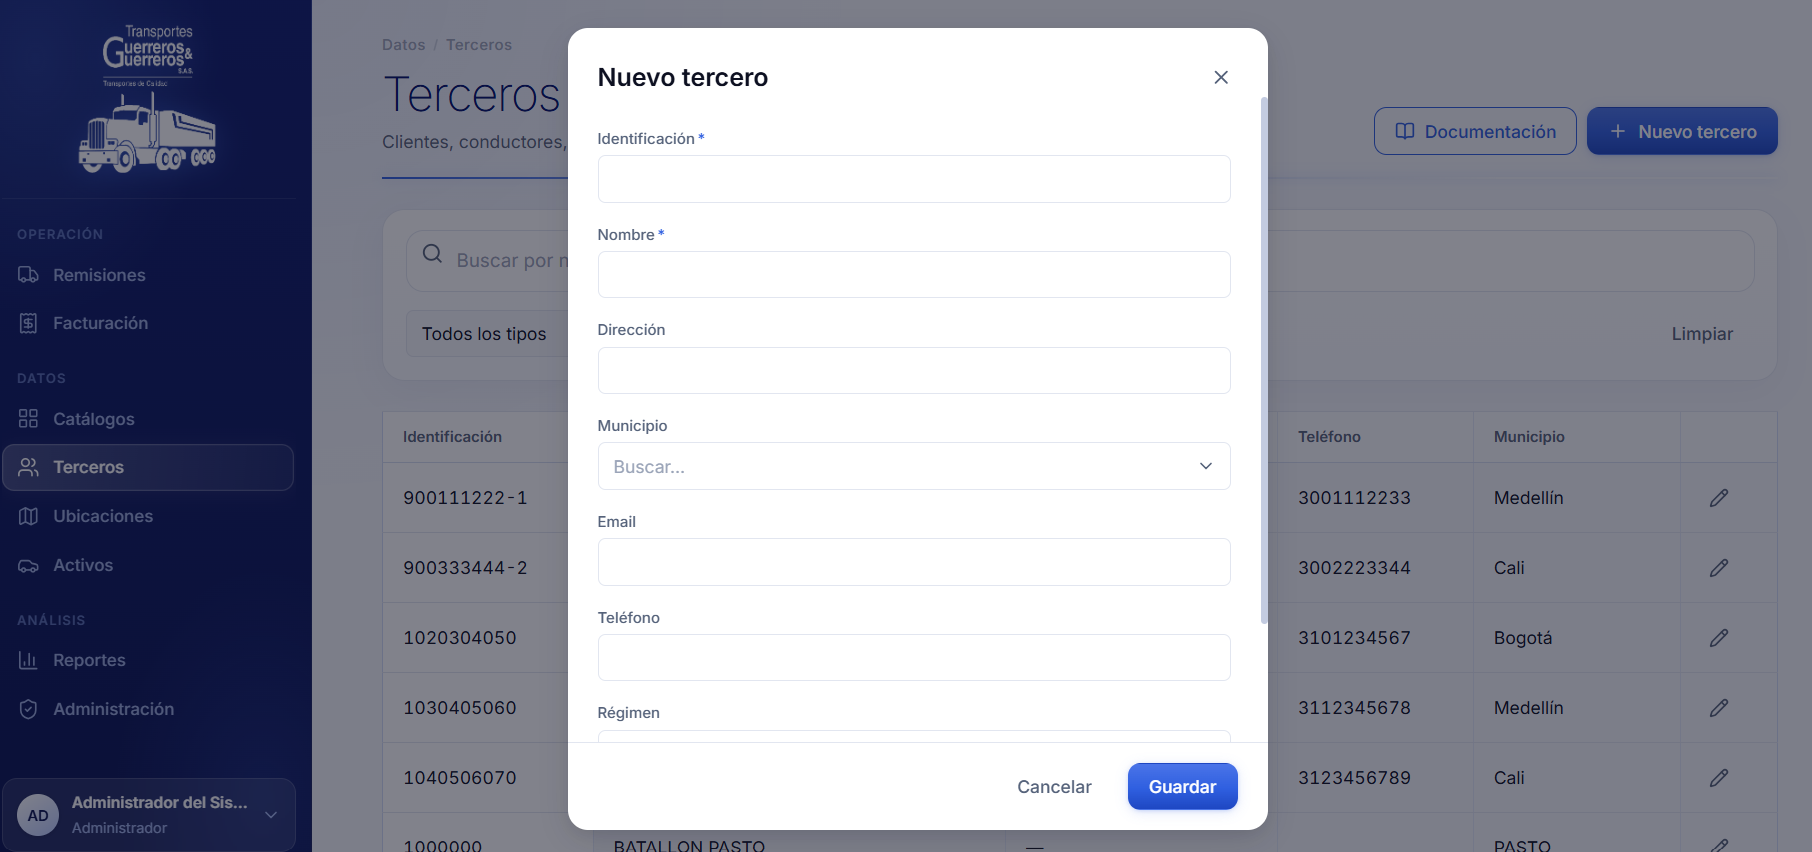 Transportes
Guerreros &
Guerreros
S.A.S.
OPERACIÓN
Remisiones
Facturación
DATOS
Catálogos
Terceros
Ubicaciones
Activos
ANÁLISIS
Reportes
Administración
AD
Administrador del Sis...
Administrador
Datos / Terceros
Terceros
Clientes, conductores,
Documentación
+ Nuevo tercero
Buscar por n
Todos los tipos
Limpiar
Identificación Teléfono Municipio
900111222-1 3001112233 Medellín
900333444-2 3002223344 Cali
1020304050 3101234567 Bogotá
1030405060 3112345678 Medellín
1040506070 3123456789 Cali
1000000 BATALLON PASTO — PASTO
Nuevo tercero
Identificación *
Nombre *
Dirección
Municipio
Buscar...
Email
Teléfono
Régimen
Cancelar
Guardar